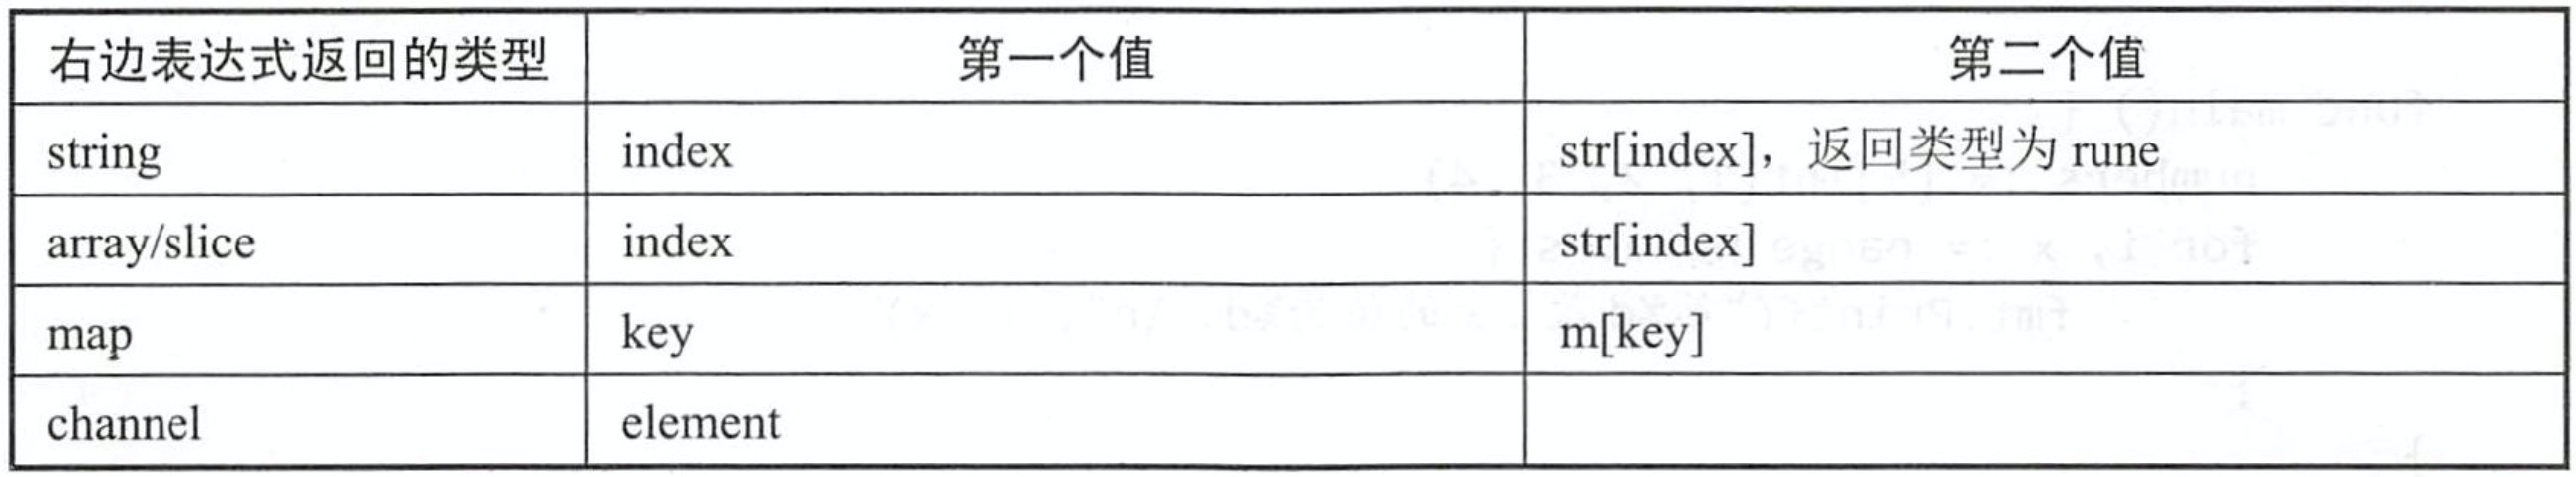 右边表达式返回的类型 第一个值 第二个值
string index str[index]，返回类型为 rune
array/slice index str[index]
map key m[key]
channel element